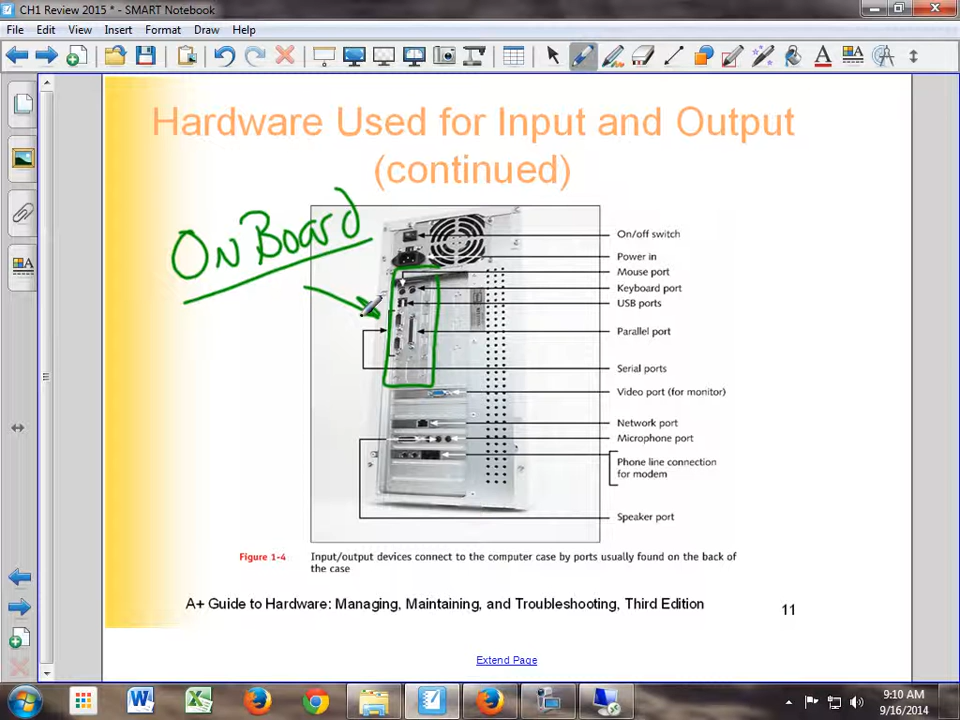 CH1 Review 2015 * - SMART Notebook
File Edit View Insert Format Draw Help
Hardware Used for Input and Output
(continued)
OnBoard
On/off switch
Power in
Mouse port
Keyboard port
USB ports
Parallel port
Serial ports
Video port (for monitor)
Network port
Microphone port
Phone line connection
for modem
Speaker port
Figure 1-4 Input/output devices connect to the computer case by ports usually found on the back of
the case
A+ Guide to Hardware: Managing, Maintaining, and Troubleshooting, Third Edition 11
Extend Page
9:10 AM
9/16/2014